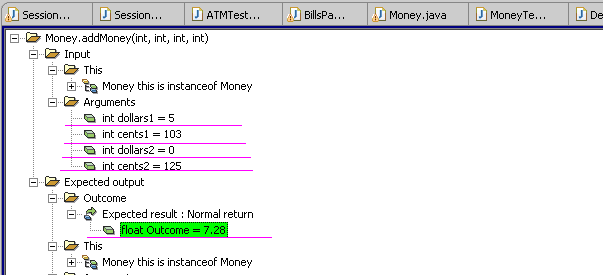 Session... Session... ATMTest... BillsPa... Money.java MoneyTe... De
Money.addMoney(int, int, int, int)
Input
This
Money this is instanceof Money
Arguments
int dollars1 = 5
int cents1 = 103
int dollars2 = 0
int cents2 = 125
Expected output
Outcome
Expected result : Normal return
float Outcome = 7.28
This
Money this is instanceof Money